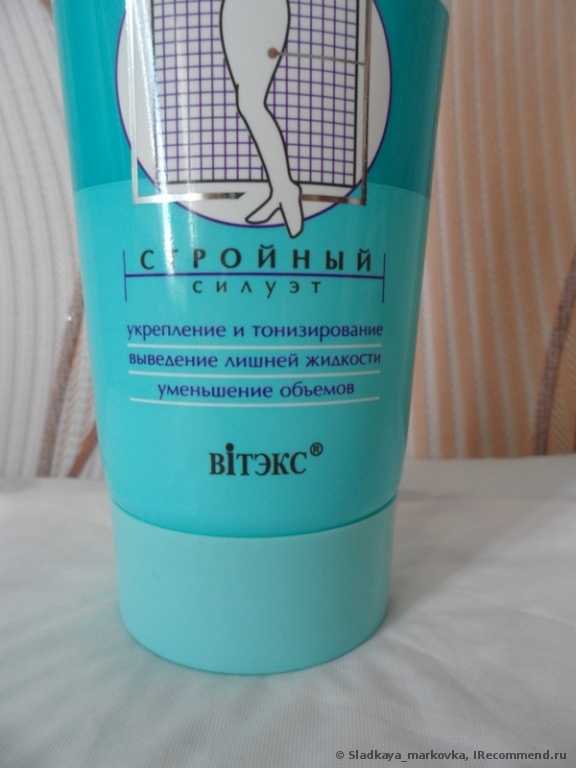 СТРОЙНЫЙ
СИЛУЭТ
укрепление и тонизирование
выведение лишней жидкости
уменьшение объемов
ВіТЭКС®
© Sladkaya_markovka, IRecommend.ru